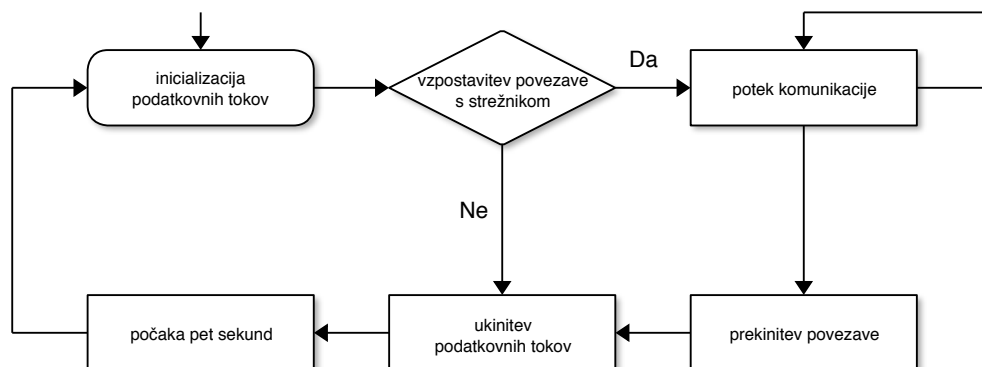 inicializacija
podatkovnih tokov
vzpostavitev povezave
s strežnikom
Da
potek komunikacije
Ne
počaka pet sekund
ukinitev
podatkovnih tokov
prekinitev povezave